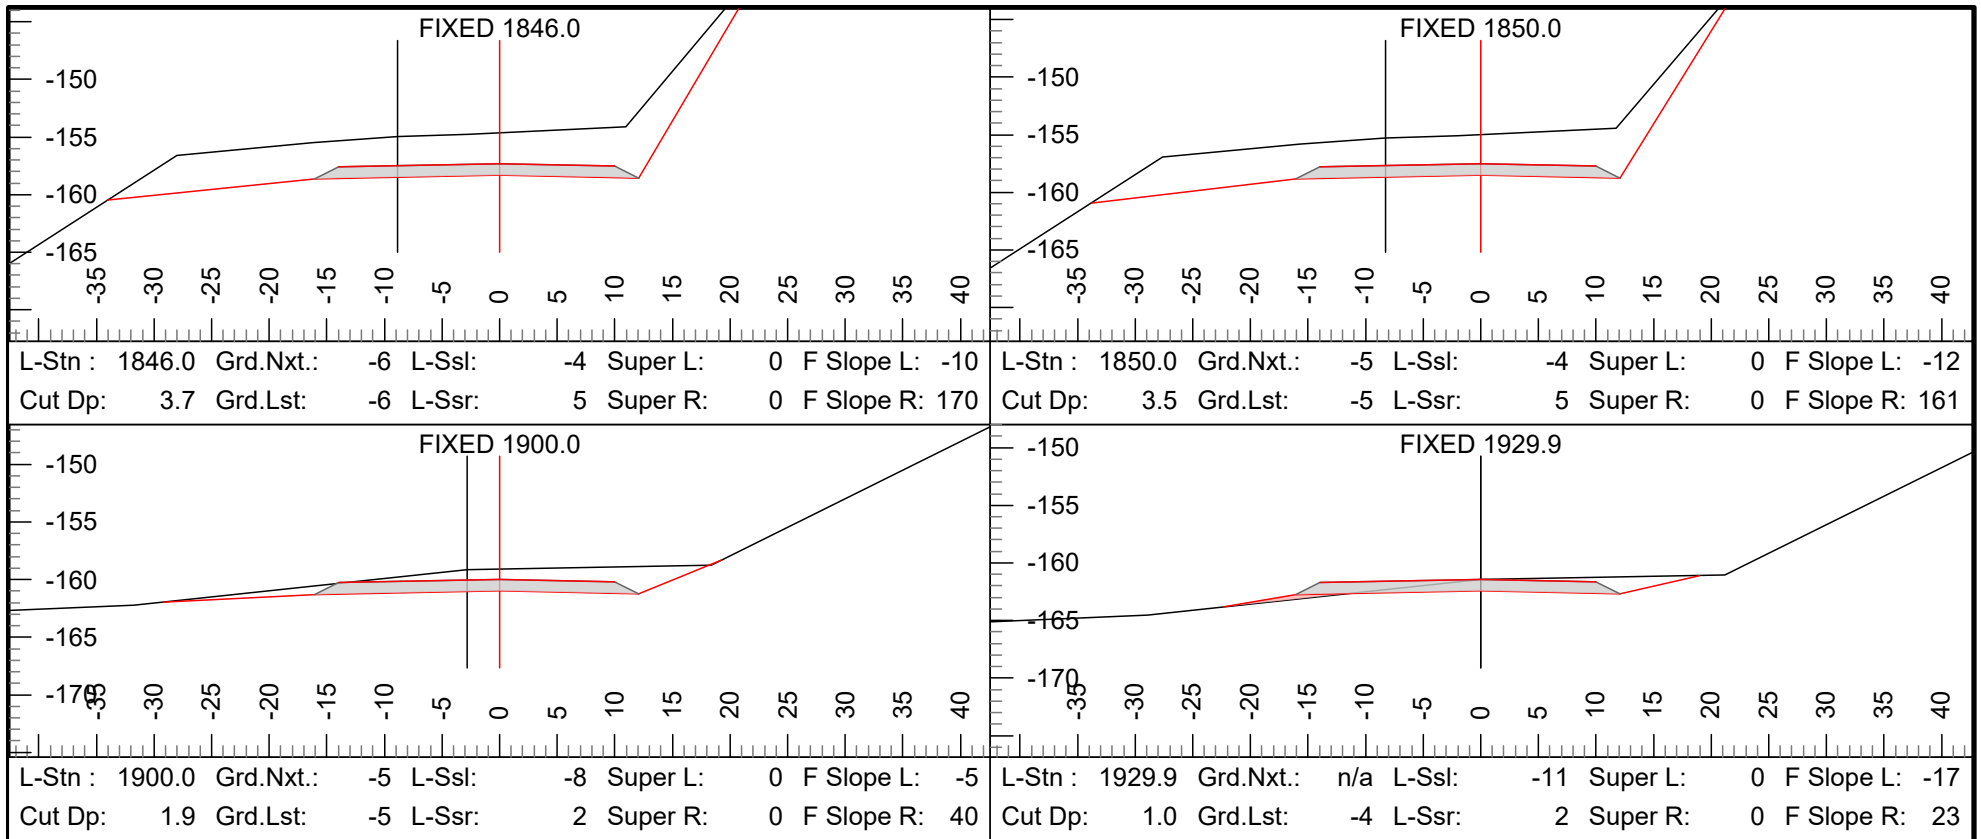 FIXED 1846.0
-150
-155
-160
-165
-35 -30 -25 -20 -15 -10 -5 0 5 10 15 20 25 30 35 40
L-Stn : 1846.0 Grd.Nxt.: -6 L-Ssl: -4 Super L: 0 F Slope L: -10
Cut Dp: 3.7 Grd.Lst: -6 L-Ssr: 5 Super R: 0 F Slope R: 170
FIXED 1850.0
-150
-155
-160
-165
-35 -30 -25 -20 -15 -10 -5 0 5 10 15 20 25 30 35 40
L-Stn : 1850.0 Grd.Nxt.: -5 L-Ssl: -4 Super L: 0 F Slope L: -12
Cut Dp: 3.5 Grd.Lst: -5 L-Ssr: 5 Super R: 0 F Slope R: 161
FIXED 1900.0
-150
-155
-160
-165
-170
-35 -30 -25 -20 -15 -10 -5 0 5 10 15 20 25 30 35 40
L-Stn : 1900.0 Grd.Nxt.: -5 L-Ssl: -8 Super L: 0 F Slope L: -5
Cut Dp: 1.9 Grd.Lst: -5 L-Ssr: 2 Super R: 0 F Slope R: 40
FIXED 1929.9
-150
-155
-160
-165
-170
-35 -30 -25 -20 -15 -10 -5 0 5 10 15 20 25 30 35 40
L-Stn : 1929.9 Grd.Nxt.: n/a L-Ssl: -11 Super L: 0 F Slope L: -17
Cut Dp: 1.0 Grd.Lst: -4 L-Ssr: 2 Super R: 0 F Slope R: 23